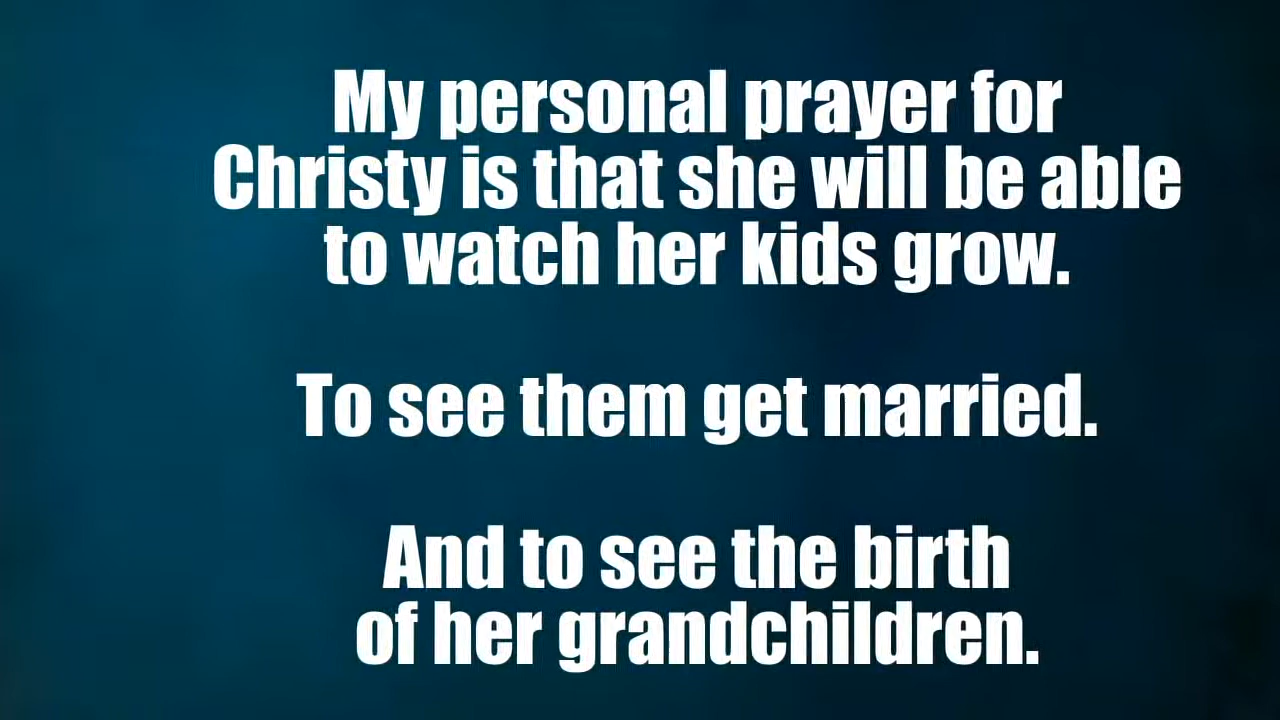 My personal prayer for
Christy is that she will be able
to watch her kids grow.
To see them get married.
And to see the birth
of her grandchildren.